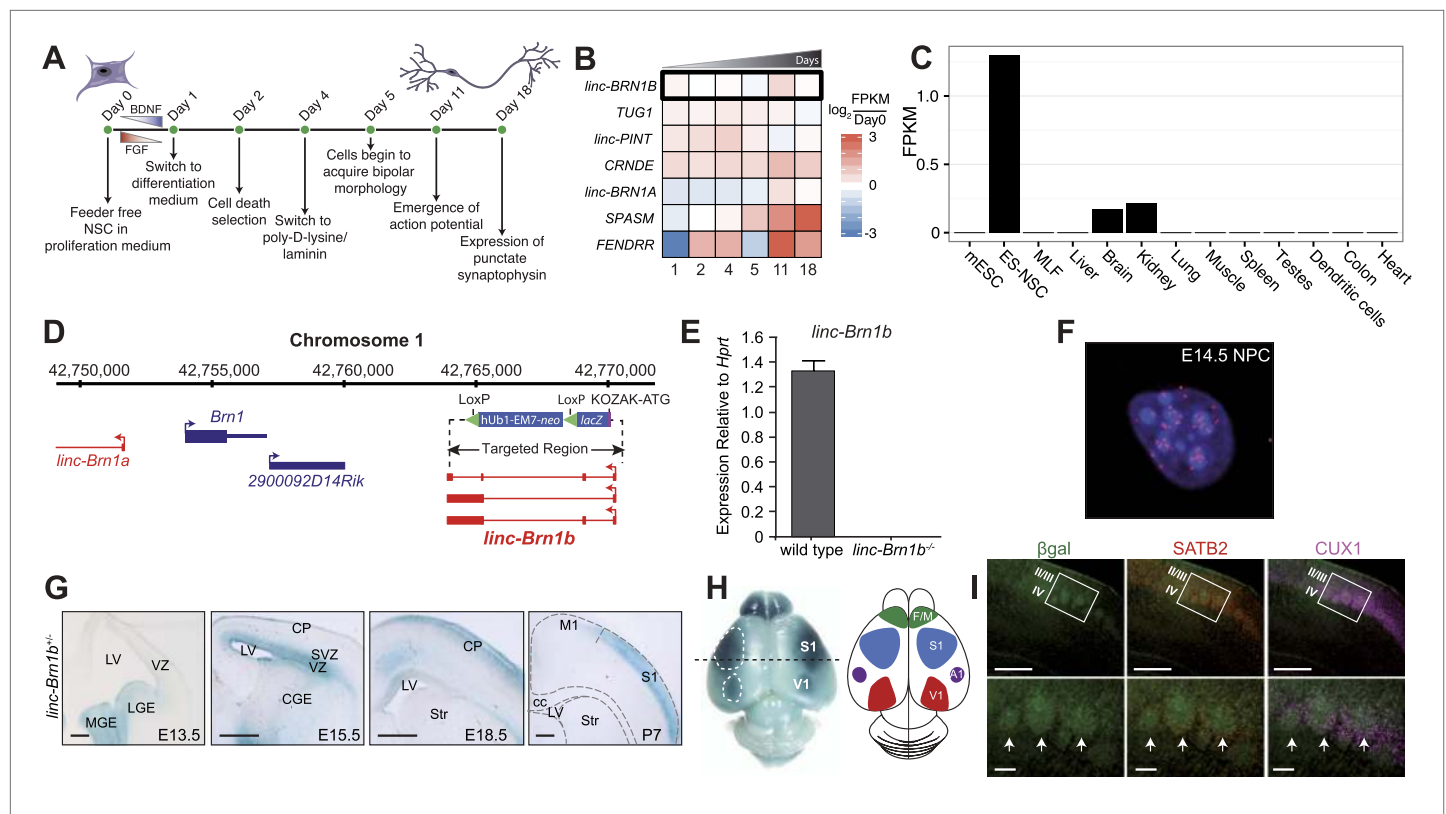 A
Day 0
Day 1
Day 2
Day 4
Day 5
Day 11
Day 18
BDNF
FGF
Feeder free
NSC in
proliferation medium
Switch to
differentiation
medium
Cell death
selection
Switch to
poly-D-lysine/
laminin
Cells begin to
acquire bipolar
morphology
Emergence of
action potential
Expression of
punctate
synaptophysin
B
Days
linc-BRN1B
TUG1
linc-PINT
CRNDE
linc-BRN1A
SPASM
FENDRR
1 2 4 5 11 18
log2 FPKM
Day0
3
0
-3
C
FPKM
1.0
0.5
0
mESC
ES-NSC
MLF
Liver
Brain
Kidney
Lung
Muscle
Spleen
Testes
Dendritic cells
Colon
Heart
D
Chromosome 1
42,750,000 42,755,000 42,760,000 42,765,000 42,770,000
LoxP LoxP KOZAK-ATG
hUb1-EM7-neo lacZ
Targeted Region
Brn1
linc-Brn1a
2900092D14Rik
linc-Brn1b
E
linc-Brn1b
Expression Relative to Hprt
1.6
1.4
1.2
1.0
0.8
0.6
0.4
0.2
0
wild type linc-Brn1b-/-
F
E14.5 NPC
G
linc-Brn1b+/-
LV
VZ
LGE
MGE
E13.5
CP
LV
SVZ
VZ
CGE
E15.5
CP
LV
Str
E18.5
M1
S1
cc
LV
Str
P7
H
S1
V1
F/M
S1
A1
V1
I
βgal SATB2 CUX1
II/III II/III II/III
IV IV IV